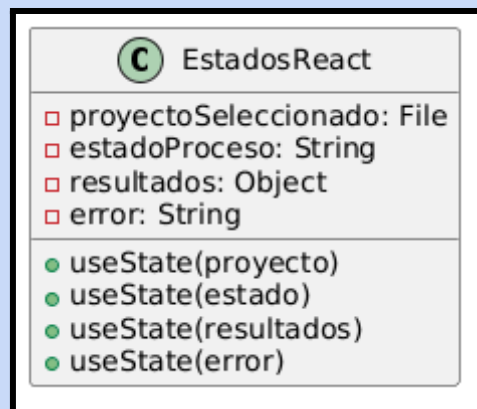 C EstadosReact
proyectoSeleccionado: File
estadoProceso: String
resultados: Object
error: String
useState(proyecto)
useState(estado)
useState(resultados)
useState(error)